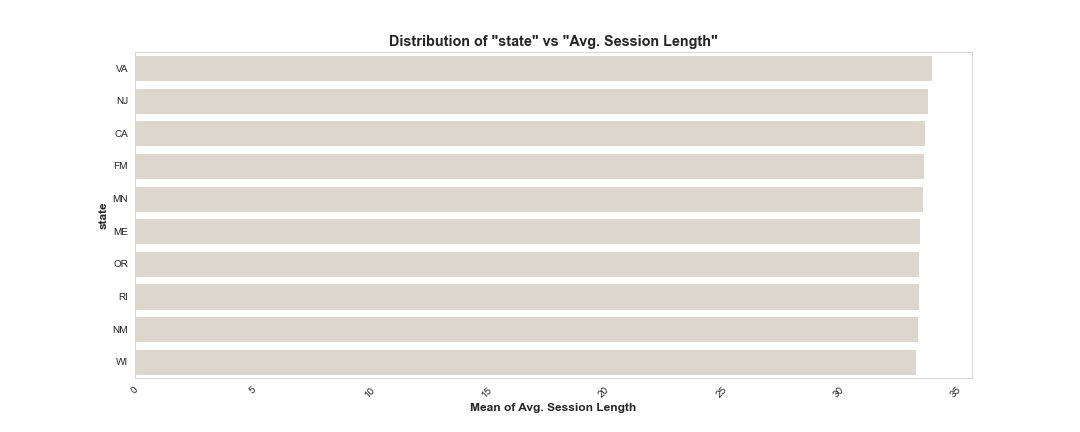 Distribution of "state" vs "Avg. Session Length"
VA
NJ
CA
FM
MN
ME
OR
RI
NM
WI
state
0 5 10 15 20 25 30 35
Mean of Avg. Session Length